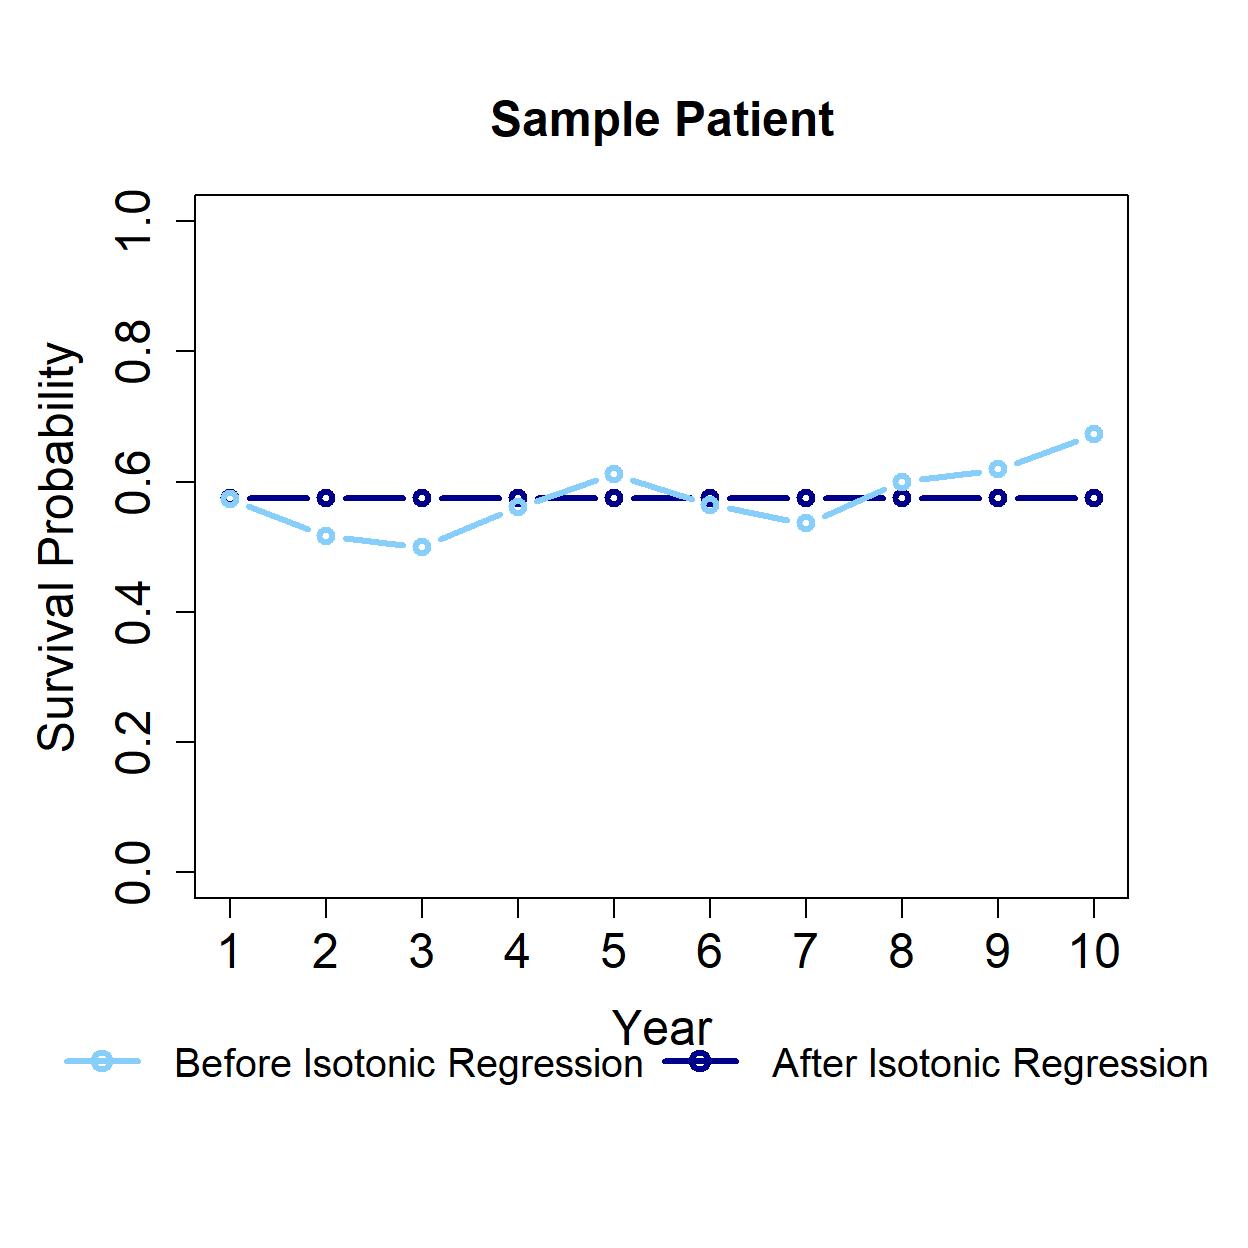 Sample Patient
Survival Probability
1.0
0.8
0.6
0.4
0.2
0.0
1 2 3 4 5 6 7 8 9 10
Year
Before Isotonic Regression After Isotonic Regression